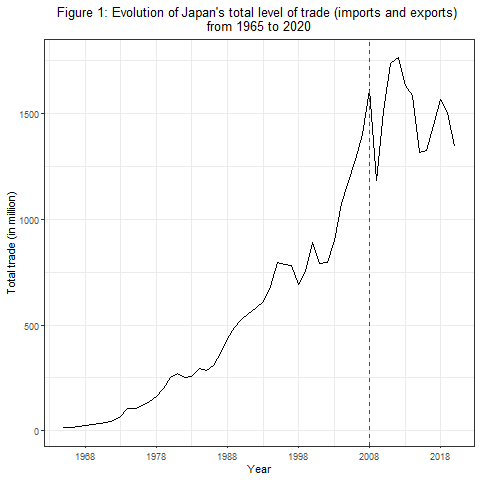 Figure 1: Evolution of Japan's total level of trade (imports and exports)
from 1965 to 2020
Total trade (in million)
1500
1000
500
0
1968 1978 1988 1998 2008 2018
Year